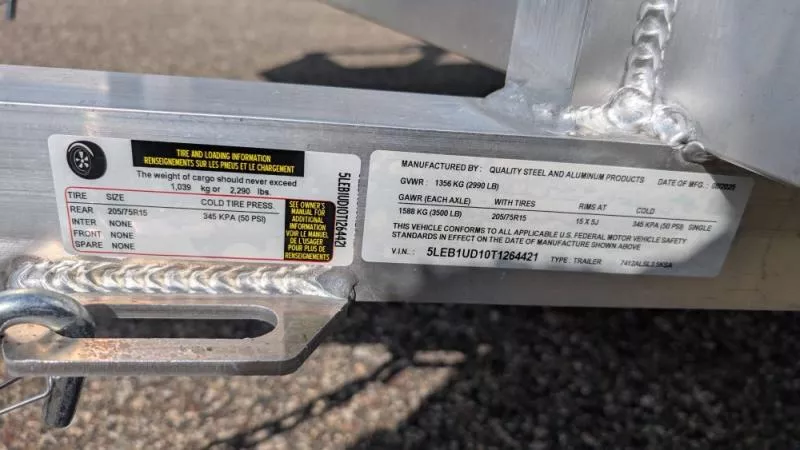 TIRE AND LOADING INFORMATION
RENSEIGNEMENTS SUR LES PNEUS ET LE CHARGEMENT
The weight of cargo should never exceed
1,039 kg or 2,290 lbs.
TIRE SIZE COLD TIRE PRESS.
REAR 205/75R15 345 KPA (50 PSI)
INTER NONE
FRONT NONE
SPARE NONE
SEE OWNER'S
MANUAL FOR
ADDITIONAL
INFORMATION
VOIR LE MANUEL
DE L'USAGER
POUR PLUS DE
RENSEIGNEMENTS
5LEB1UD10T1264421
MANUFACTURED BY: QUALITY STEEL AND ALUMINUM PRODUCTS DATE OF MFG.:
GVWR: 1356 KG (2990 LB)
GAWR (EACH AXLE) WITH TIRES RIMS AT COLD
1588 KG (3500 LB) 205/75R15 15 X 5J 345 KPA (50 PSI) SINGLE
THIS VEHICLE CONFORMS TO ALL APPLICABLE U.S. FEDERAL MOTOR VEHICLE SAFETY
STANDARDS IN EFFECT ON THE DATE OF MANUFACTURE SHOWN ABOVE
V.I.N.: 5LEB1UD10T1264421 TYPE: TRAILER 7412ALSL3.5KSA